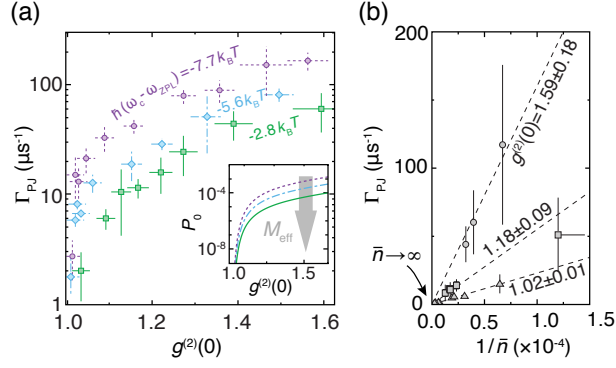 (a)
Γ_PJ (μs⁻¹)
100
10
1
ħ(ω_c-ω_ZPL)=-7.7k_BT
-5.6k_BT
-2.8k_BT
P_0
10⁻⁴
10⁻⁸
M_eff
1.0 1.5
g⁽²⁾(0)
1.0 1.2 1.4 1.6
g⁽²⁾(0)
(b)
Γ_PJ (μs⁻¹)
200
100
0
g⁽²⁾(0)=1.59±0.18
1.18±0.09
1.02±0.01
n̄→∞
0.0 0.5 1.0
1/n̄ (×10⁻⁴)